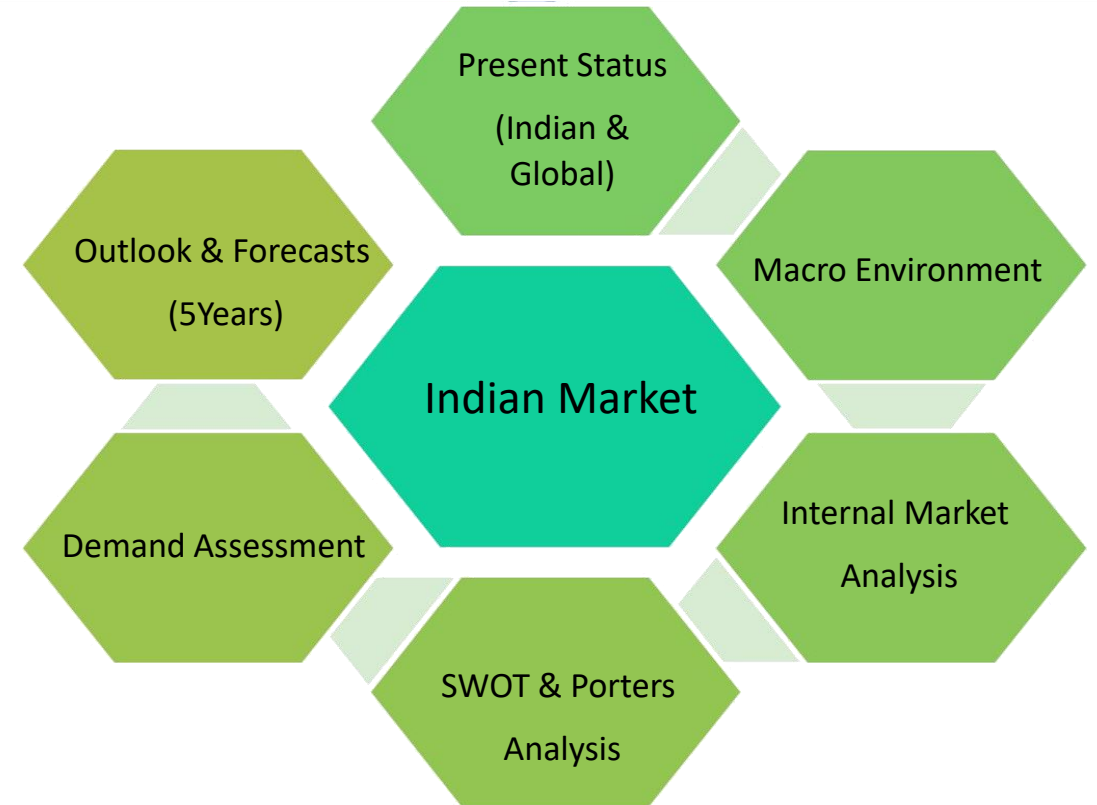 Present Status
(Indian &
Global)
Macro Environment
Internal Market
Analysis
SWOT & Porters
Analysis
Demand Assessment
Outlook & Forecasts
(5Years)
Indian Market